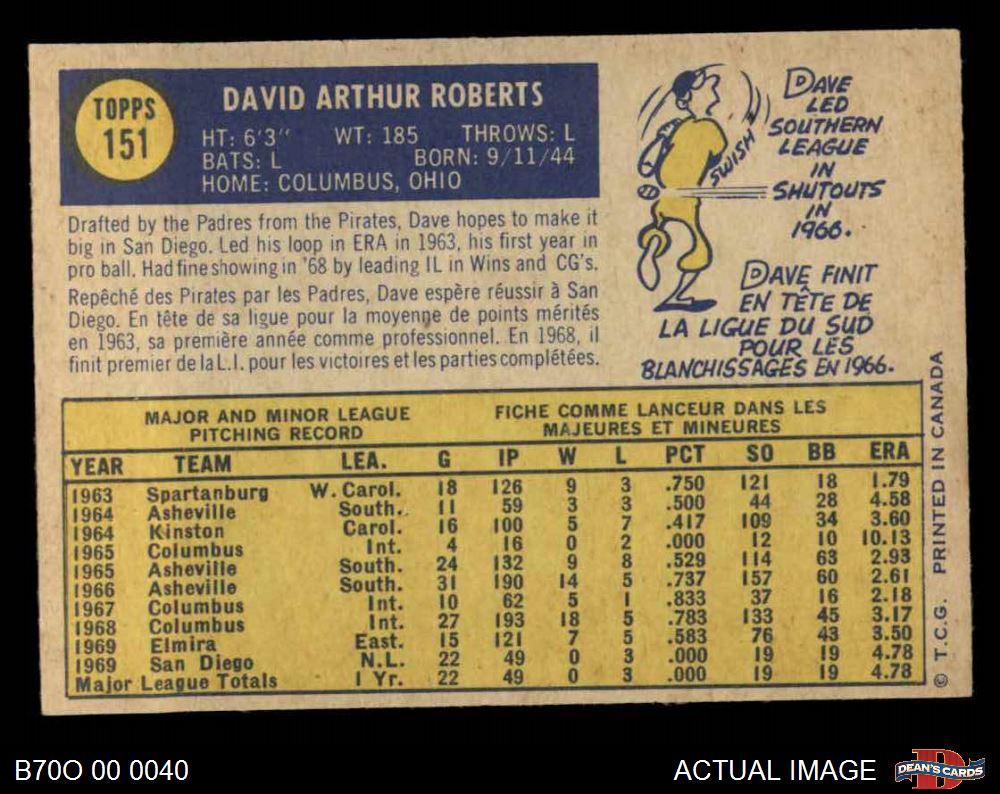 TOPPS
151
DAVID ARTHUR ROBERTS
HT: 6'3" WT: 185 THROWS: L
BATS: L BORN: 9/11/44
HOME: COLUMBUS, OHIO
Drafted by the Padres from the Pirates, Dave hopes to make it
big in San Diego. Led his loop in ERA in 1963, his first year in
pro ball. Had fine showing in '68 by leading IL in Wins and CG's.
Repêché des Pirates par les Padres, Dave espère réussir à San
Diego. En tête de sa ligue pour la moyenne de points mérités
en 1963, sa première année comme professionnel. En 1968, il
finit premier de la L.I. pour les victoires et les parties complétées.
SWISH
DAVE
LED
SOUTHERN
LEAGUE
IN
SHUTOUTS
IN
1966.
DAVE FINIT
EN TÊTE DE
LA LIGUE DU SUD
POUR LES
BLANCHISSAGES EN 1966.
MAJOR AND MINOR LEAGUE
PITCHING RECORD
FICHE COMME LANCEUR DANS LES
MAJEURES ET MINEURES
YEAR TEAM LEA. G IP W L PCT SO BB ERA
1963 Spartanburg W. Carol. 18 126 9 3 .750 121 18 1.79
1964 Asheville South. 11 59 3 3 .500 44 28 4.58
1964 Kinston Carol. 16 100 5 7 .417 109 34 3.60
1965 Columbus Int. 4 16 0 2 .000 12 10 10.13
1965 Asheville South. 24 132 9 8 .529 114 63 2.93
1966 Asheville South. 31 190 14 5 .737 157 60 2.61
1967 Columbus Int. 10 62 5 1 .833 37 16 2.18
1968 Columbus Int. 27 193 18 5 .783 133 45 3.17
1969 Elmira East. 15 121 7 5 .583 76 43 3.50
1969 San Diego N.L. 22 49 0 3 .000 19 19 4.78
Major League Totals 1 Yr. 22 49 0 3 .000 19 19 4.78
© T.C.G. PRINTED IN CANADA
B70O 00 0040
ACTUAL IMAGE
DEAN'S CARDS